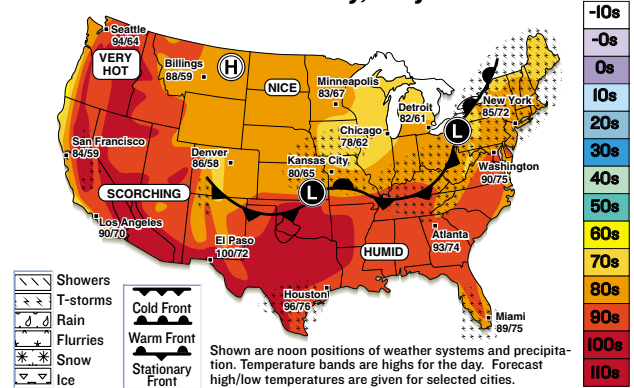 Seattle
94/64
VERY
HOT
Billings
88/59
H
NICE
Minneapolis
83/67
Detroit
82/61
New York
85/72
L
Chicago
78/62
San Francisco
84/59
Denver
86/58
Kansas City
80/65
L
Washington
90/75
SCORCHING
Los Angeles
90/70
El Paso
100/72
HUMID
Atlanta
93/74
Houston
96/76
Miami
89/75
Showers
T-storms
Rain
Flurries
Snow
Ice
Cold Front
Warm Front
Stationary
Front
Shown are noon positions of weather systems and precipita-
tion. Temperature bands are highs for the day. Forecast
high/low temperatures are given for selected cities.
-10s
-0s
0s
10s
20s
30s
40s
50s
60s
70s
80s
90s
100s
110s